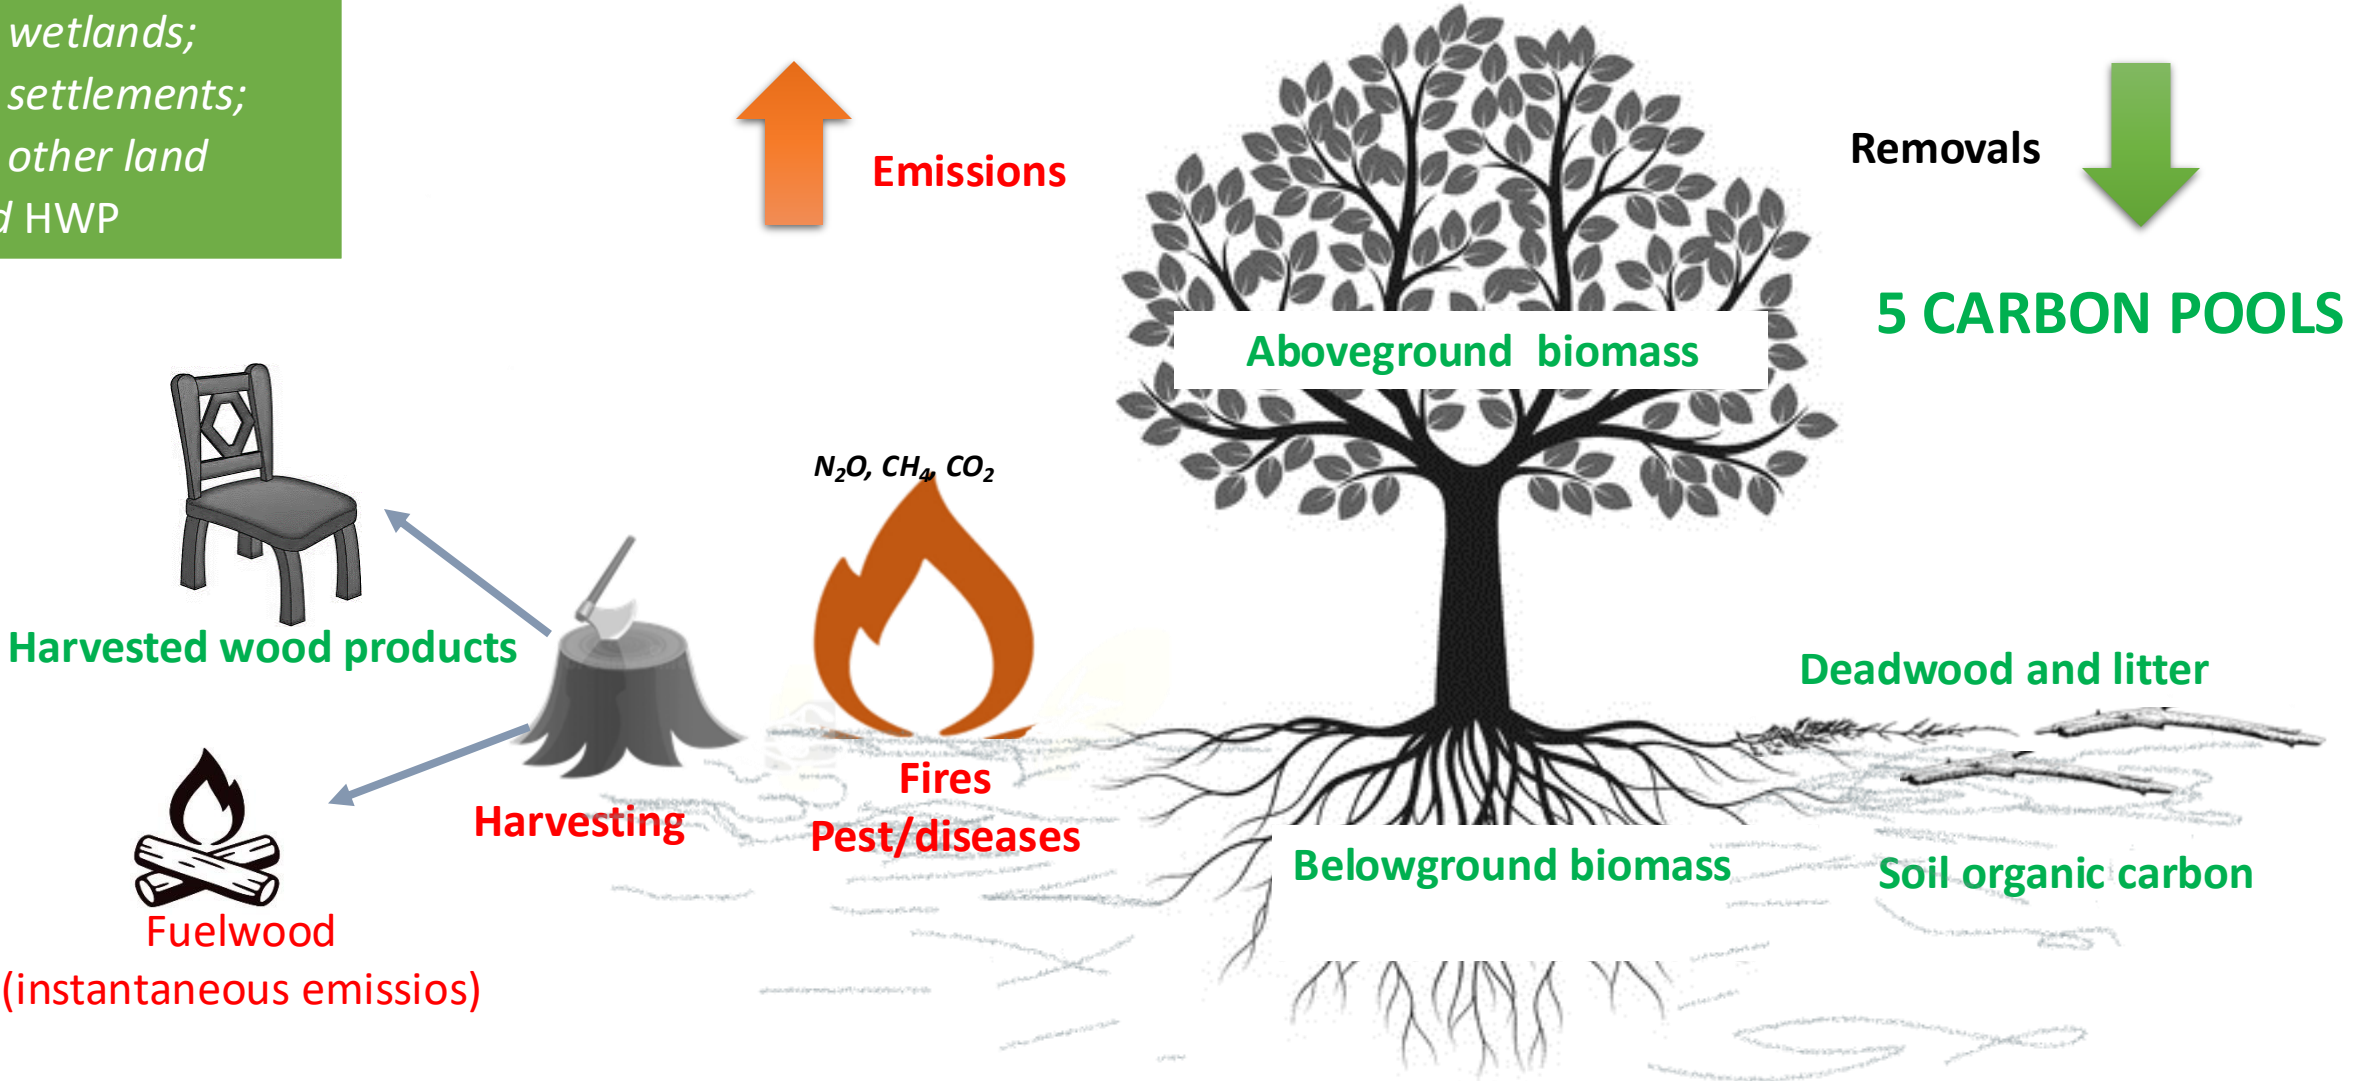 wetlands;
settlements;
other land
d HWP
Emissions
Removals
5 CARBON POOLS
Aboveground biomass
N₂O, CH₄, CO₂
Harvested wood products
Deadwood and litter
Fires
Pest/diseases
Harvesting
Belowground biomass
Soil organic carbon
Fuelwood
(instantaneous emissios)